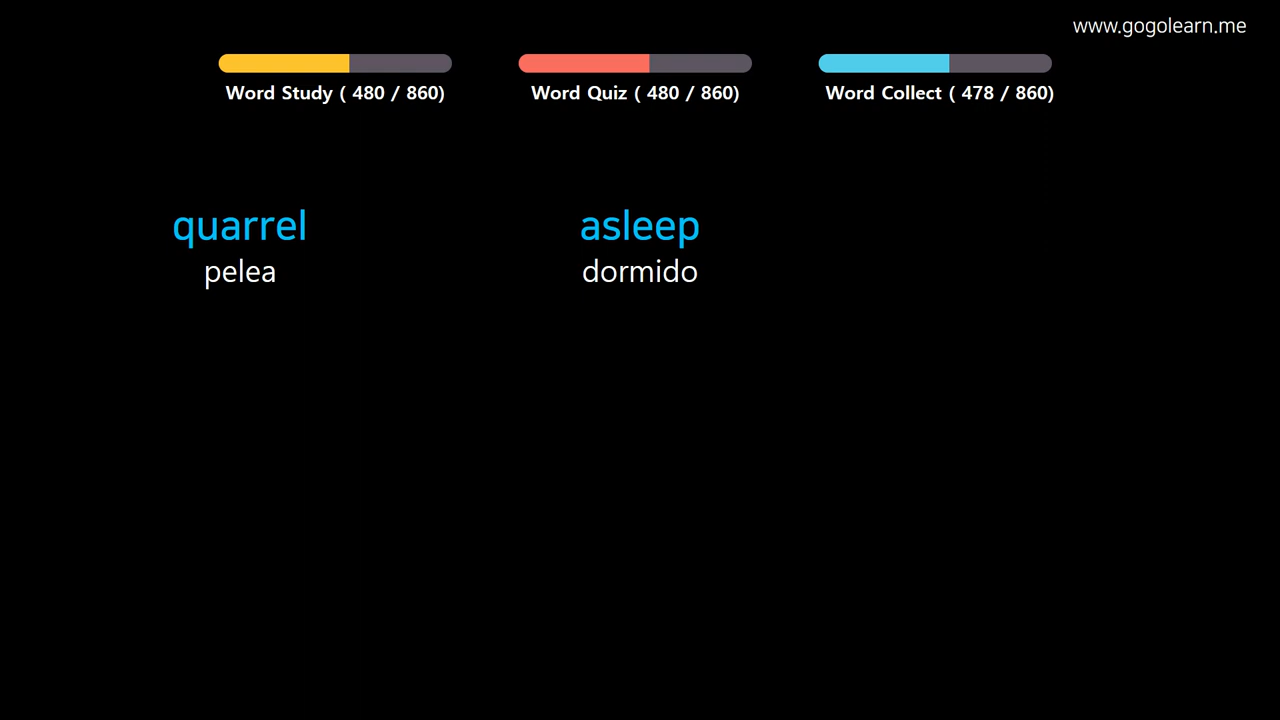 www.gogolearn.me
Word Study ( 480 / 860)
Word Quiz ( 480 / 860)
Word Collect ( 478 / 860)
quarrel
pelea
asleep
dormido